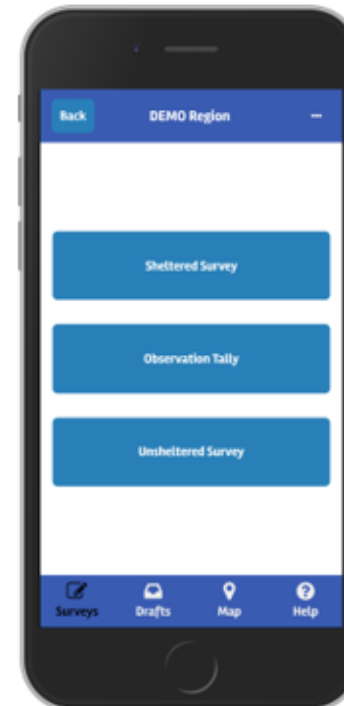 Back DEMO Region ...
Sheltered Survey
Observation Tally
Unsheltered Survey
Surveys Drafts Map Help